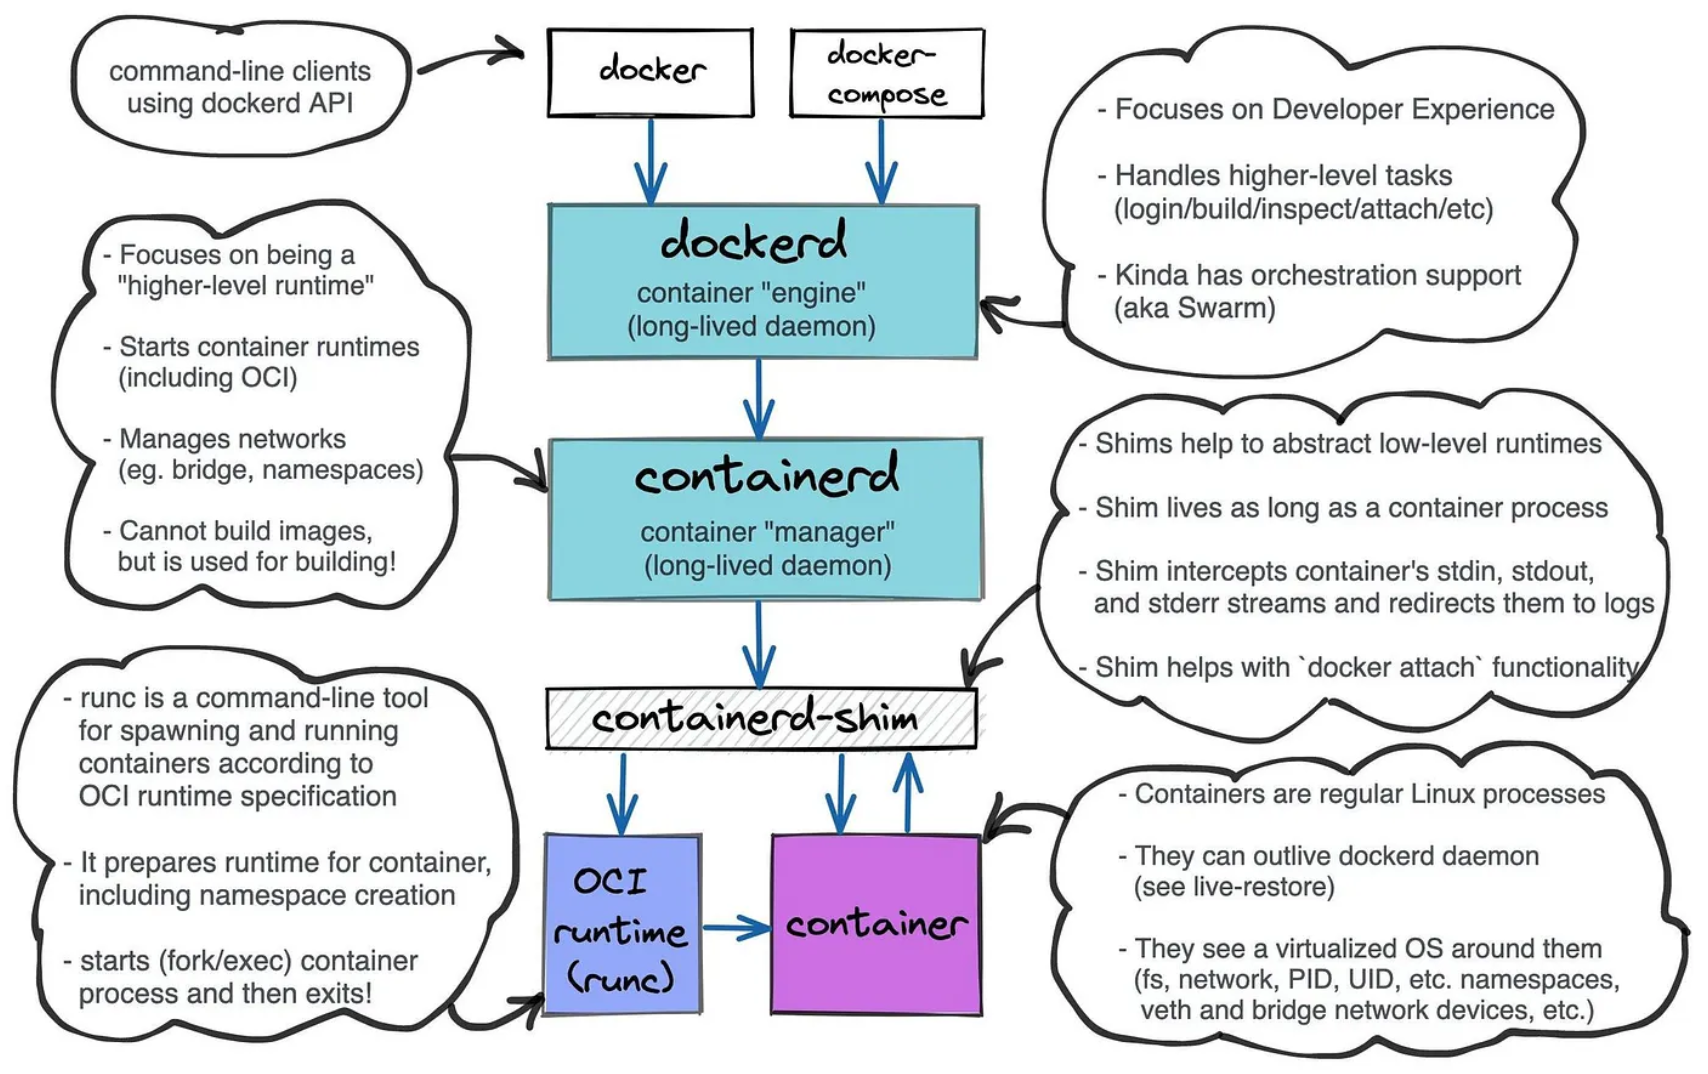 command-line clients
using dockerd API
docker
docker-
compose
- Focuses on Developer Experience
- Handles higher-level tasks
(login/build/inspect/attach/etc)
- Kinda has orchestration support
(aka Swarm)
dockerd
container "engine"
(long-lived daemon)
- Focuses on being a
"higher-level runtime"
- Starts container runtimes
(including OCI)
- Manages networks
(eg. bridge, namespaces)
- Cannot build images,
but is used for building!
containerd
container "manager"
(long-lived daemon)
- Shims help to abstract low-level runtimes
- Shim lives as long as a container process
- Shim intercepts container's stdin, stdout,
and stderr streams and redirects them to logs
- Shim helps with `docker attach` functionality
containerd-shim
- runc is a command-line tool
for spawning and running
containers according to
OCI runtime specification
- It prepares runtime for container,
including namespace creation
- starts (fork/exec) container
process and then exits!
OCI
runtime
(runc)
container
- Containers are regular Linux processes
- They can outlive dockerd daemon
(see live-restore)
- They see a virtualized OS around them
(fs, network, PID, UID, etc. namespaces,
veth and bridge network devices, etc.)